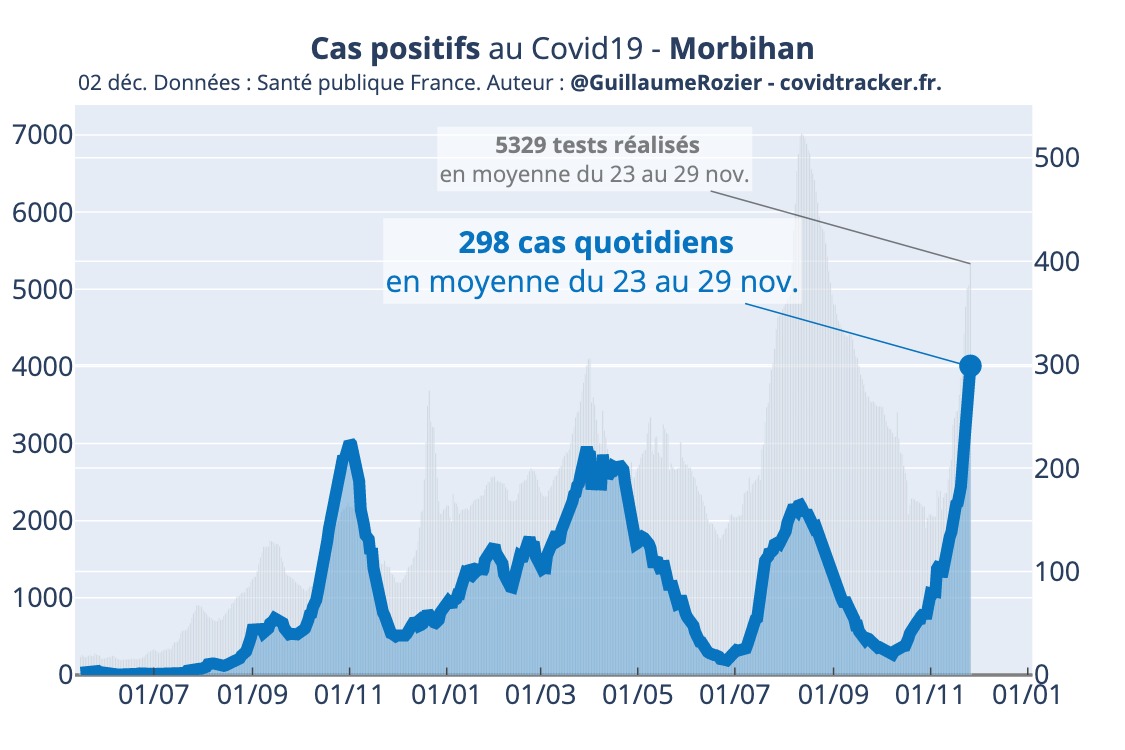 Cas positifs au Covid19 - Morbihan
02 déc. Données : Santé publique France. Auteur : @GuillaumeRozier - covidtracker.fr.
7000
6000
5000
4000
3000
2000
1000
0
5329 tests réalisés
en moyenne du 23 au 29 nov.
298 cas quotidiens
en moyenne du 23 au 29 nov.
500
400
300
200
100
0
01/07 01/09 01/11 01/01 01/03 01/05 01/07 01/09 01/11 01/01